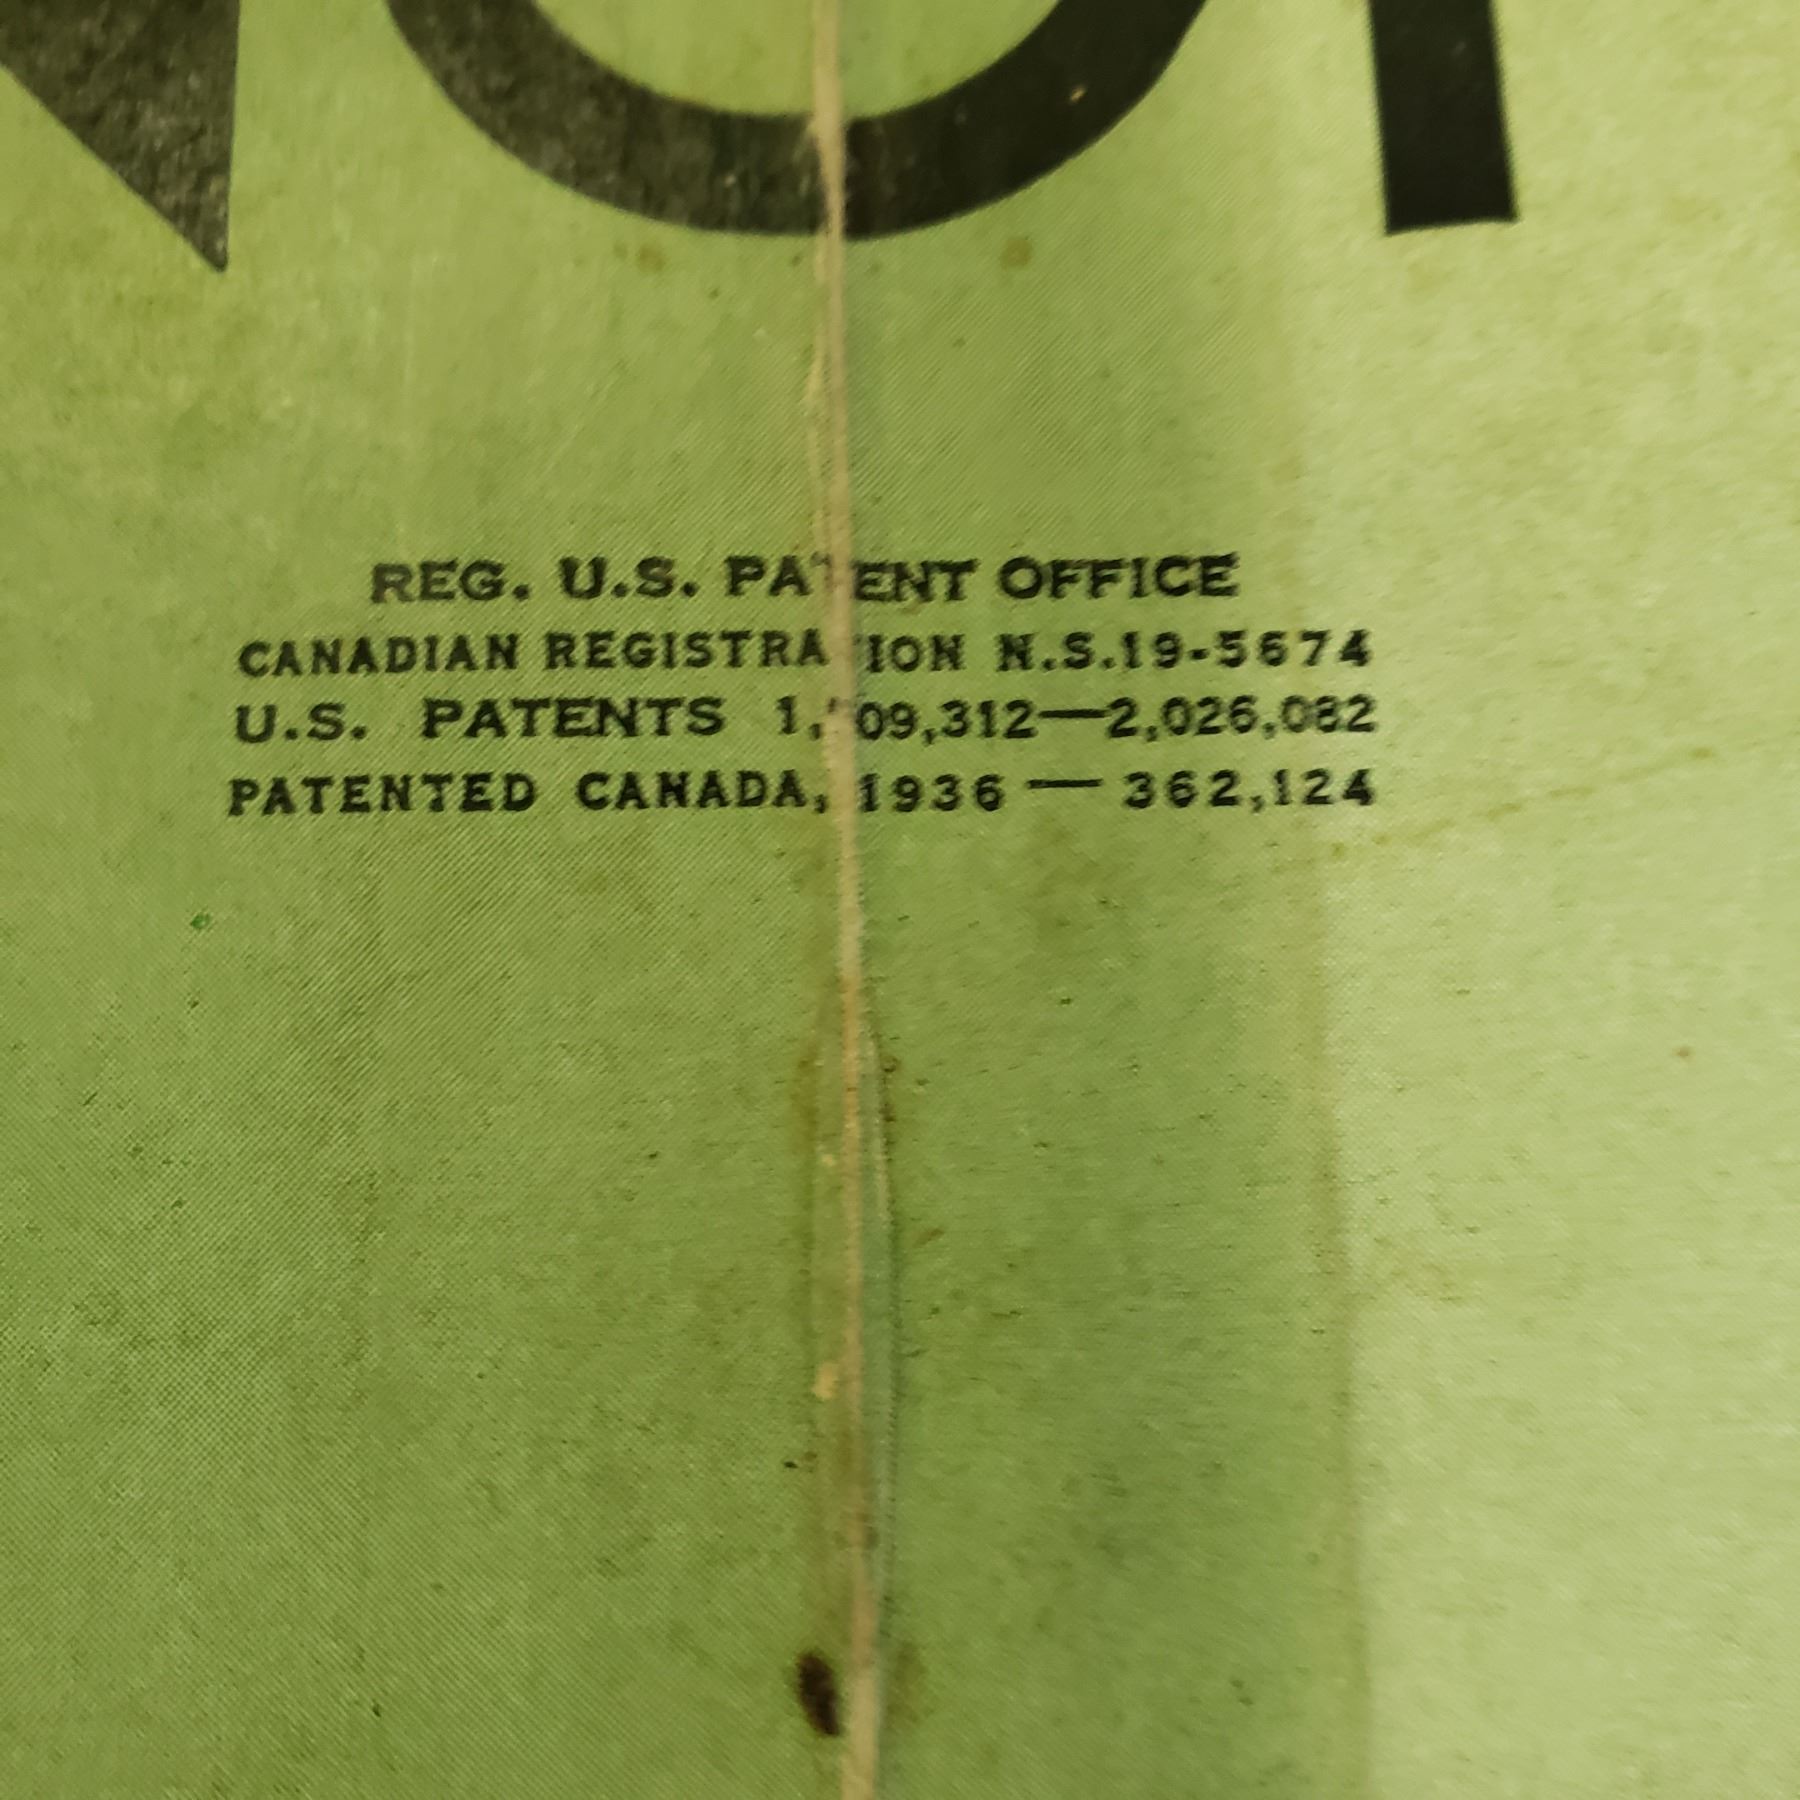 REG. U.S. PATENT OFFICE
CANADIAN REGISTRATION N.S.19-5674
U.S. PATENTS 2,026,082
PATENTED CANADA, 1936 — 362,124